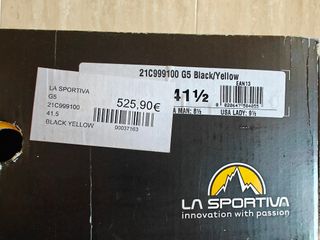 21C999100 G5 Black/Yellow
EAN13
LA SPORTIVA
G5
21C999100
41.5
BLACK YELLOW
525,90€
00037163
41½
A MAN: 8½
USA LADY: 9½
LA SPORTIVA
innovation with passion